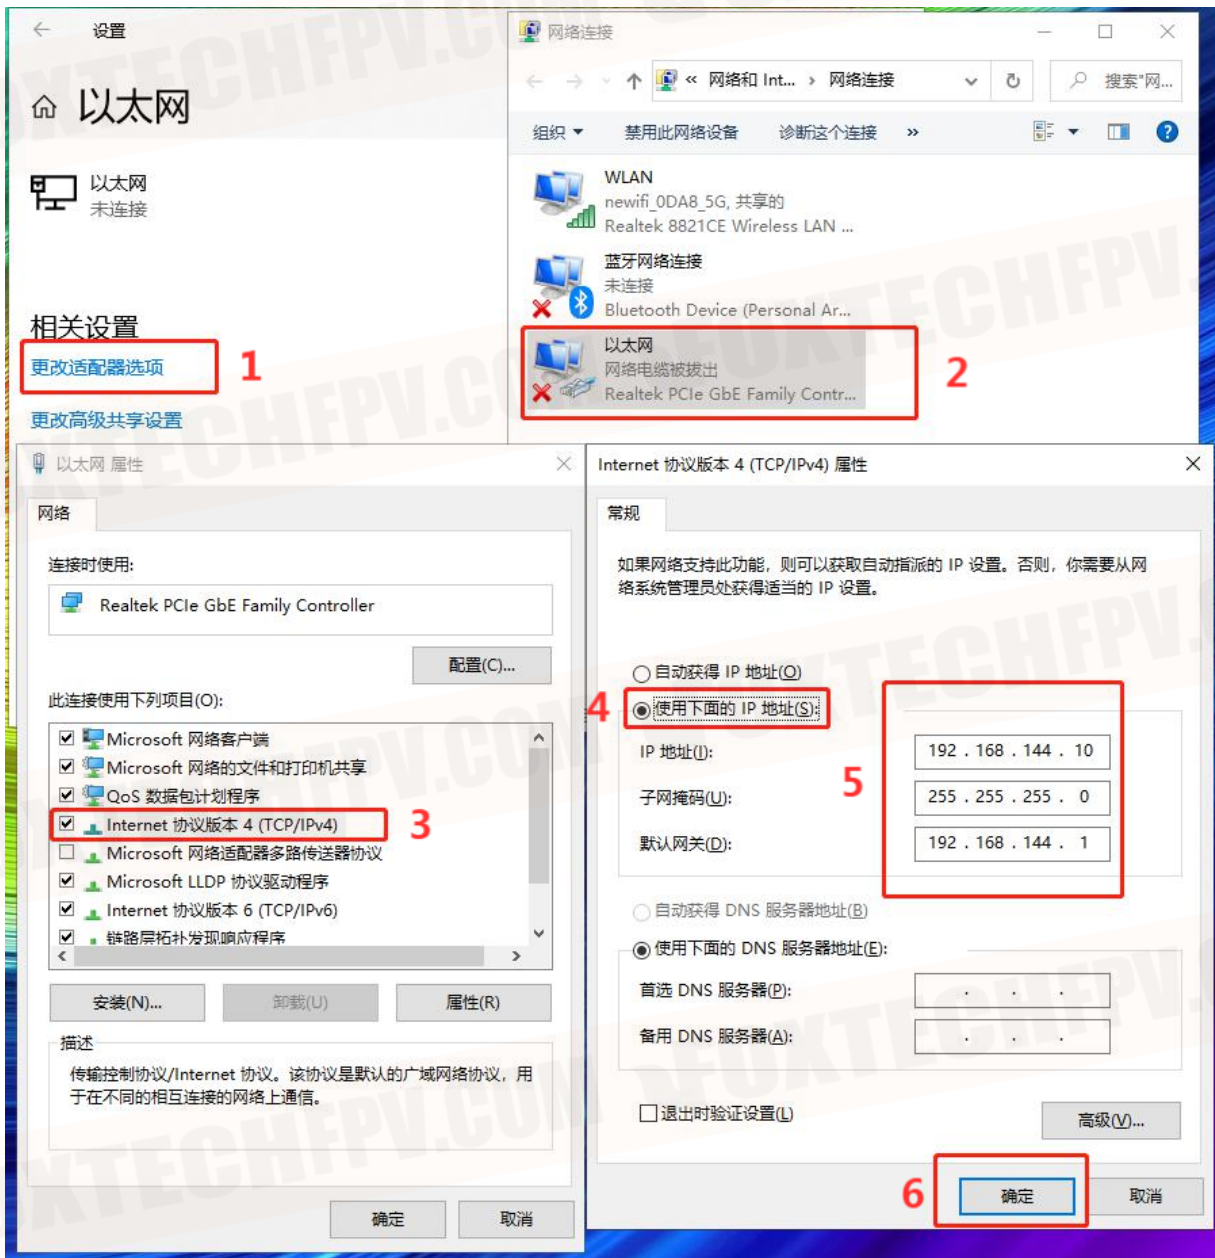 设置
以太网
以太网
未连接
相关设置
更改适配器选项
1
更改高级共享设置
网络连接
« 网络和 Int... › 网络连接
搜索"网...
组织
禁用此网络设备
诊断这个连接
»
WLAN
newifi_0DA8_5G, 共享的
Realtek 8821CE Wireless LAN ...
蓝牙网络连接
未连接
Bluetooth Device (Personal Ar...
以太网
网络电缆被拔出
Realtek PCIe GbE Family Contr...
2
以太网 属性
网络
连接时使用:
Realtek PCIe GbE Family Controller
配置(C)...
此连接使用下列项目(O):
Microsoft 网络客户端
Microsoft 网络的文件和打印机共享
QoS 数据包计划程序
Internet 协议版本 4 (TCP/IPv4)
3
Microsoft 网络适配器多路传送器协议
Microsoft LLDP 协议驱动程序
Internet 协议版本 6 (TCP/IPv6)
链路层拓扑发现响应程序
安装(N)...
卸载(U)
属性(R)
描述
传输控制协议/Internet 协议。该协议是默认的广域网络协议，用
于在不同的相互连接的网络上通信。
确定
取消
Internet 协议版本 4 (TCP/IPv4) 属性
常规
如果网络支持此功能，则可以获取自动指派的 IP 设置。否则，你需要从网
络系统管理员处获得适当的 IP 设置。
自动获得 IP 地址(O)
4
使用下面的 IP 地址(S):
IP 地址(I):
192 . 168 . 144 . 10
子网掩码(U):
255 . 255 . 255 . 0
默认网关(D):
192 . 168 . 144 . 1
5
自动获得 DNS 服务器地址(B)
使用下面的 DNS 服务器地址(E):
首选 DNS 服务器(P):
. . .
备用 DNS 服务器(A):
. . .
退出时验证设置(L)
高级(V)...
6
确定
取消
FOXTECHFPV.COM